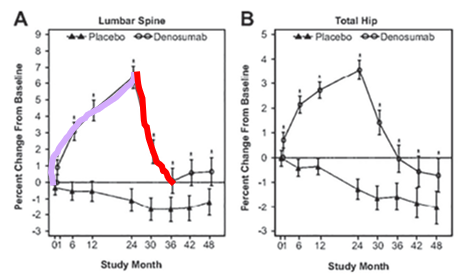 A
Lumbar Spine
Placebo Denosumab
Percent Change From Baseline
9
8
7
6
5
4
3
2
1
0
-1
-2
-3
01 6 12 24 30 36 42 48
Study Month
B
Total Hip
Placebo Denosumab
Percent Change From Baseline
5
4
3
2
1
0
-1
-2
-3
01 6 12 24 30 36 42 48
Study Month